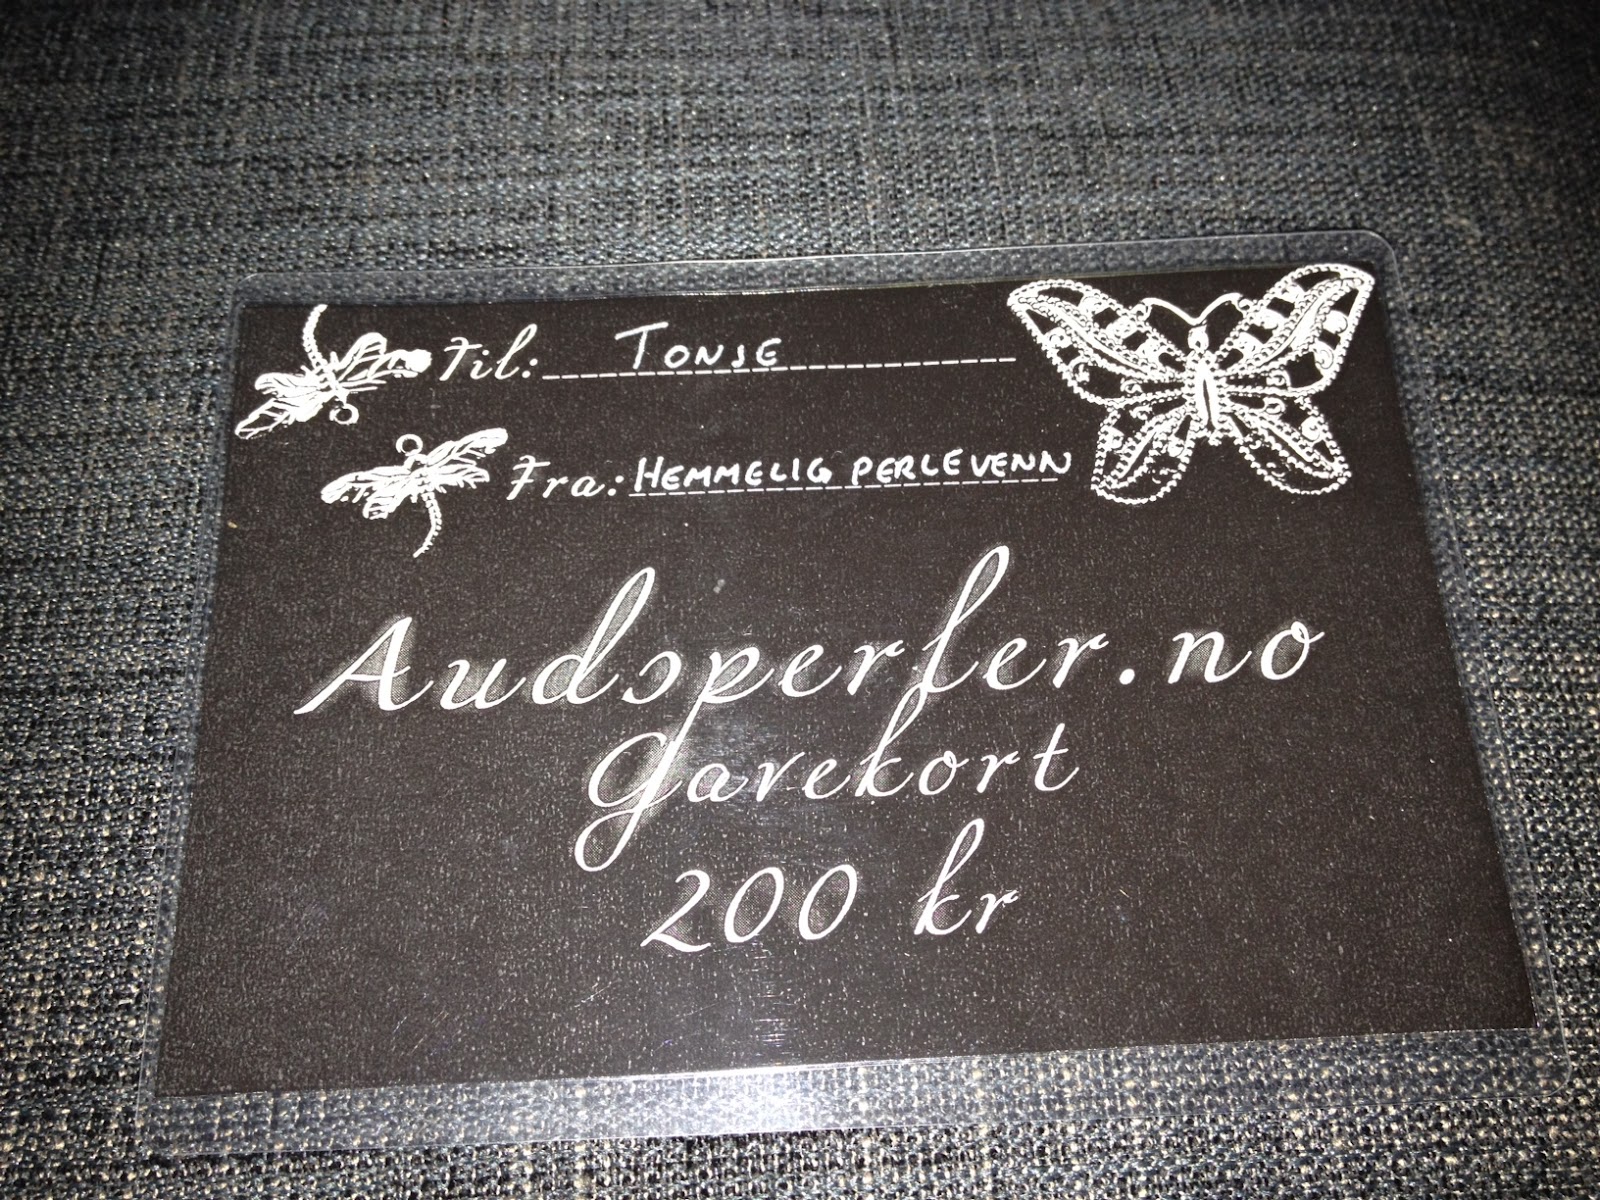 Til: TONJE
Fra: HEMMELIG PERLEVENN
Audsperler.no
Gavekort
200 kr